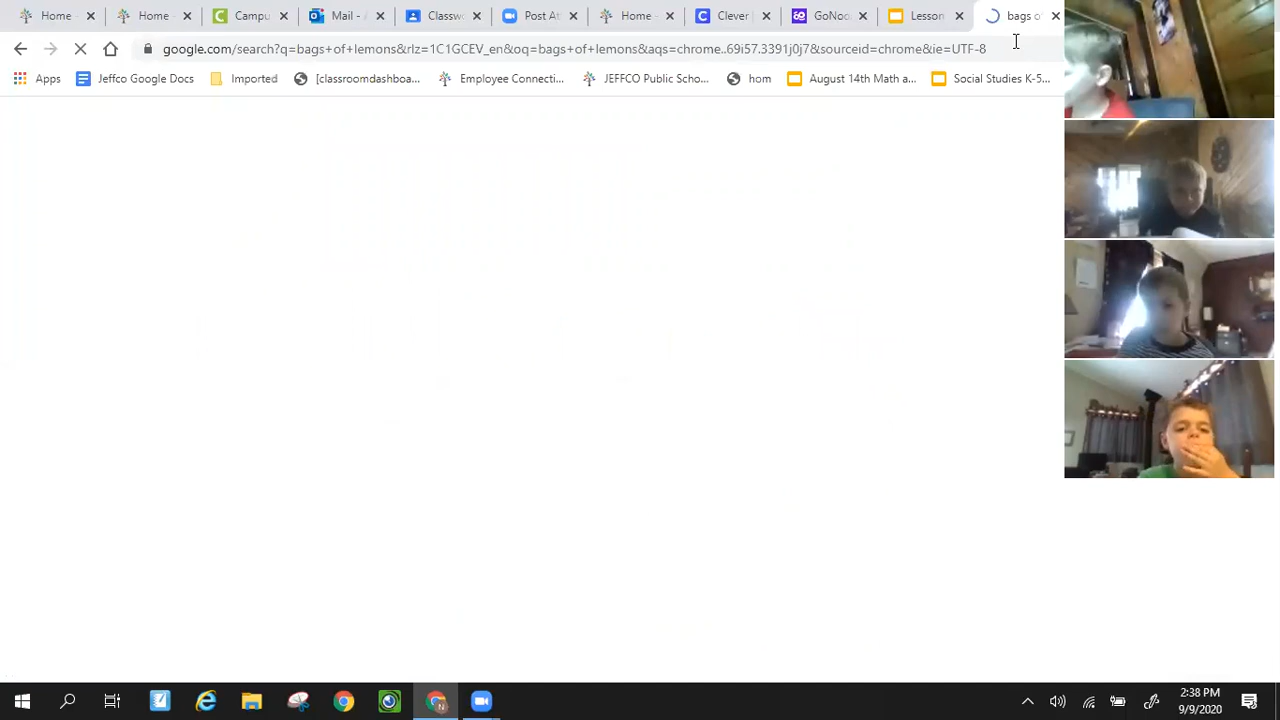 Home - Home - Campu Mail - A Classw Post At Home - Clever GoNoo Lesson bags o
google.com/search?q=bags+of+lemons&rlz=1C1GCEV_en&oq=bags+of+lemons&aqs=chrome..69i57.3391j0j7&sourceid=chrome&ie=UTF-8
Apps Jeffco Google Docs Imported [classroomdashboa... Employee Connecti... JEFFCO Public Scho... hom August 14th Math a... Social Studies K-5...
2:38 PM
9/9/2020